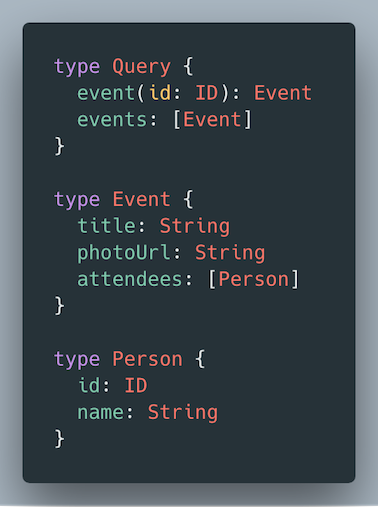 type Query {
  event(id: ID): Event
  events: [Event]
}

type Event {
  title: String
  photoUrl: String
  attendees: [Person]
}

type Person {
  id: ID
  name: String
}